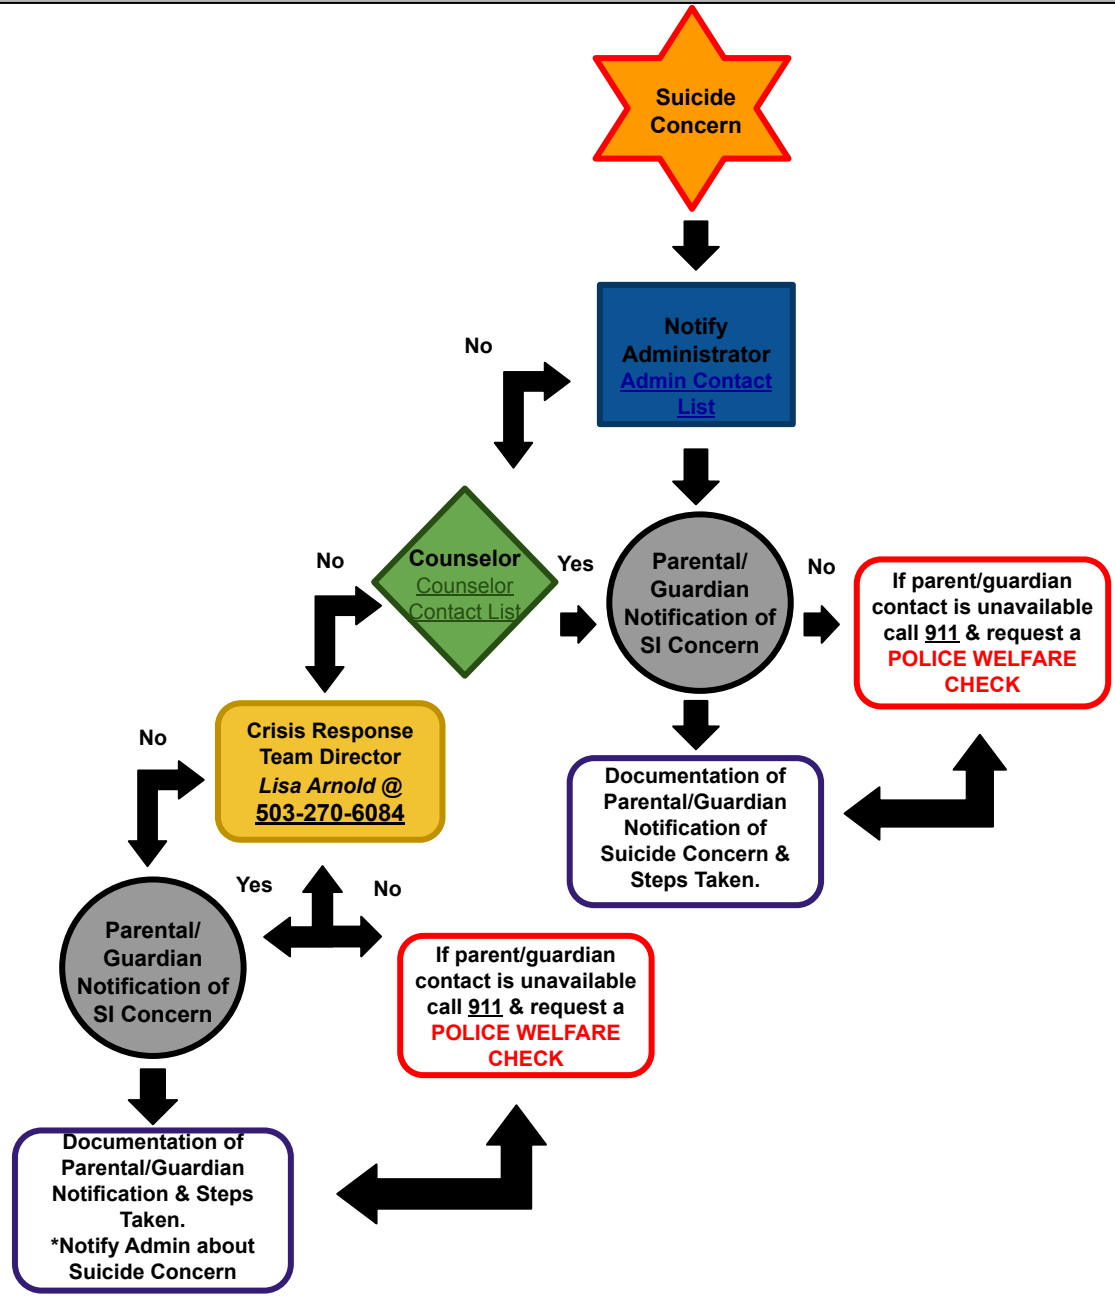 Suicide
Concern
Notify
Administrator
Admin Contact
List
No
Counselor
Counselor
Contact List
Yes
Parental/
Guardian
Notification of
SI Concern
No
If parent/guardian
contact is unavailable
call 911 & request a
POLICE WELFARE
CHECK
No
Crisis Response
Team Director
Lisa Arnold @
503-270-6084
Documentation of
Parental/Guardian
Notification of
Suicide Concern &
Steps Taken.
No
Yes
No
Parental/
Guardian
Notification of
SI Concern
If parent/guardian
contact is unavailable
call 911 & request a
POLICE WELFARE
CHECK
Documentation of
Parental/Guardian
Notification & Steps
Taken.
*Notify Admin about
Suicide Concern